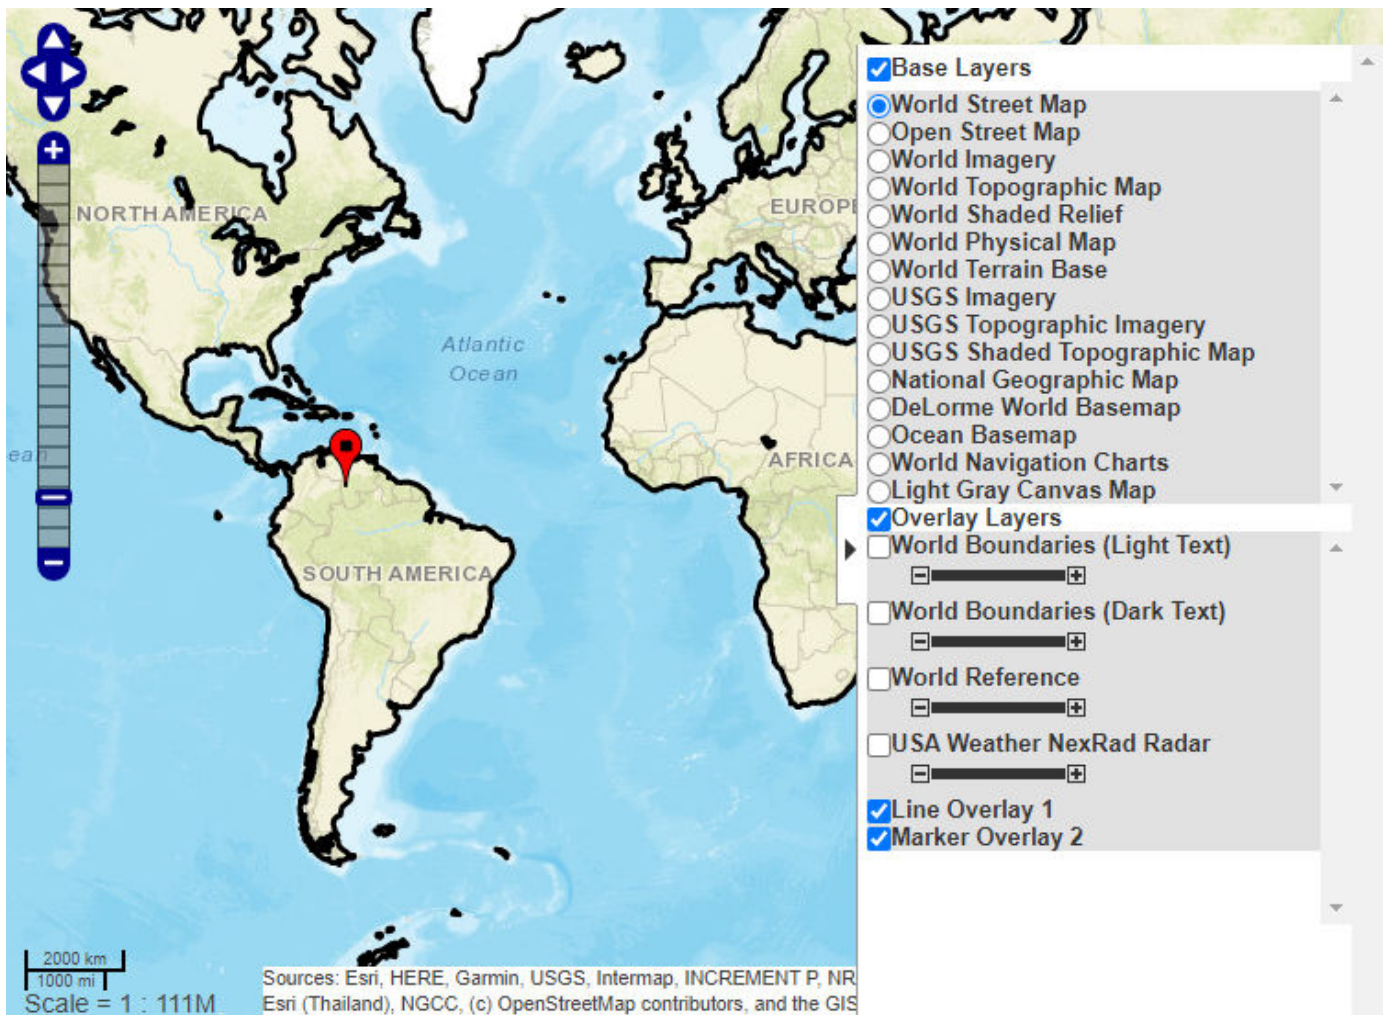 NORTH AMERICA
EUROPE
Atlantic
Ocean
ean
AFRICA
SOUTH AMERICA
2000 km
1000 mi
Scale = 1 : 111M
Sources: Esri, HERE, Garmin, USGS, Intermap, INCREMENT P, NR
Esri (Thailand), NGCC, (c) OpenStreetMap contributors, and the GIS
Base Layers
World Street Map
Open Street Map
World Imagery
World Topographic Map
World Shaded Relief
World Physical Map
World Terrain Base
USGS Imagery
USGS Topographic Imagery
USGS Shaded Topographic Map
National Geographic Map
DeLorme World Basemap
Ocean Basemap
World Navigation Charts
Light Gray Canvas Map
Overlay Layers
World Boundaries (Light Text)
World Boundaries (Dark Text)
World Reference
USA Weather NexRad Radar
Line Overlay 1
Marker Overlay 2